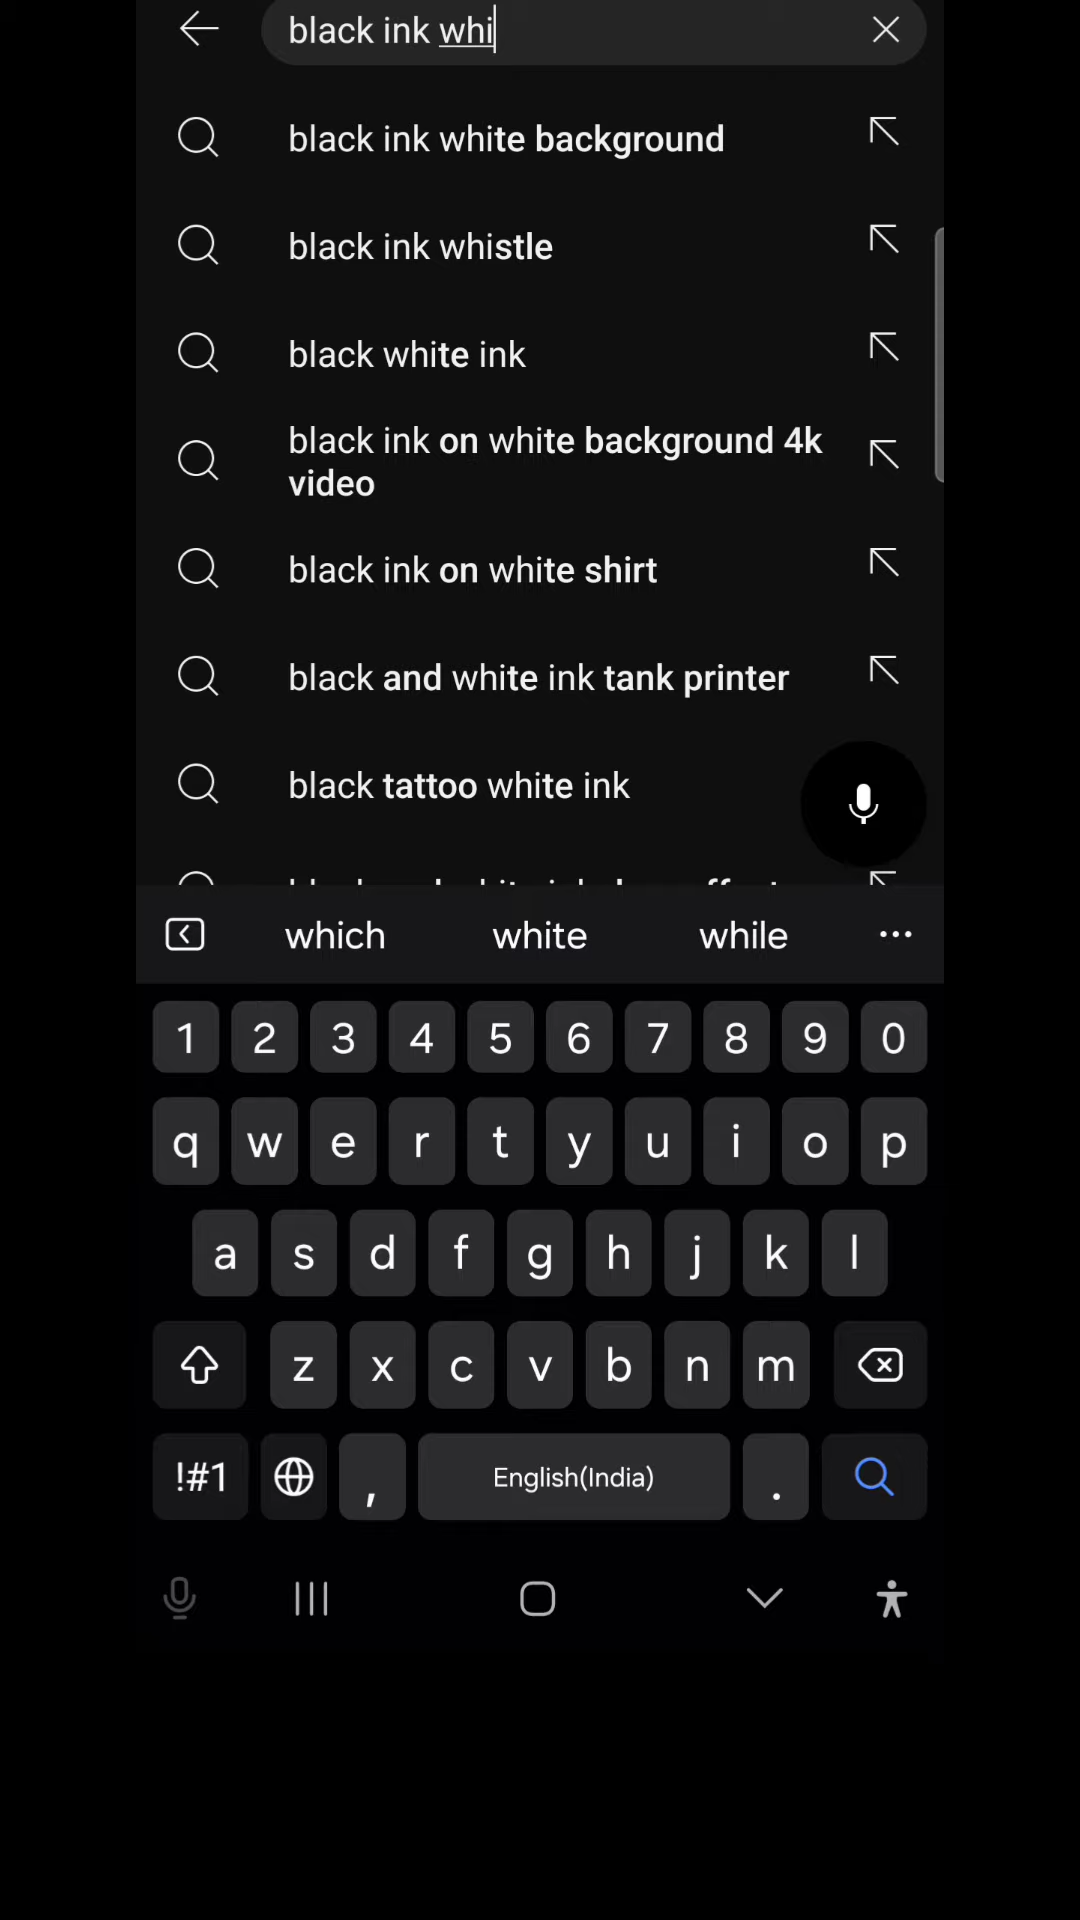 black ink whi
black ink white background
black ink whistle
black white ink
black ink on white background 4k
video
black ink on white shirt
black and white ink tank printer
black tattoo white ink
which white while ...
1 2 3 4 5 6 7 8 9 0
q w e r t y u i o p
a s d f g h j k l
z x c v b n m
!#1 , English(India) .